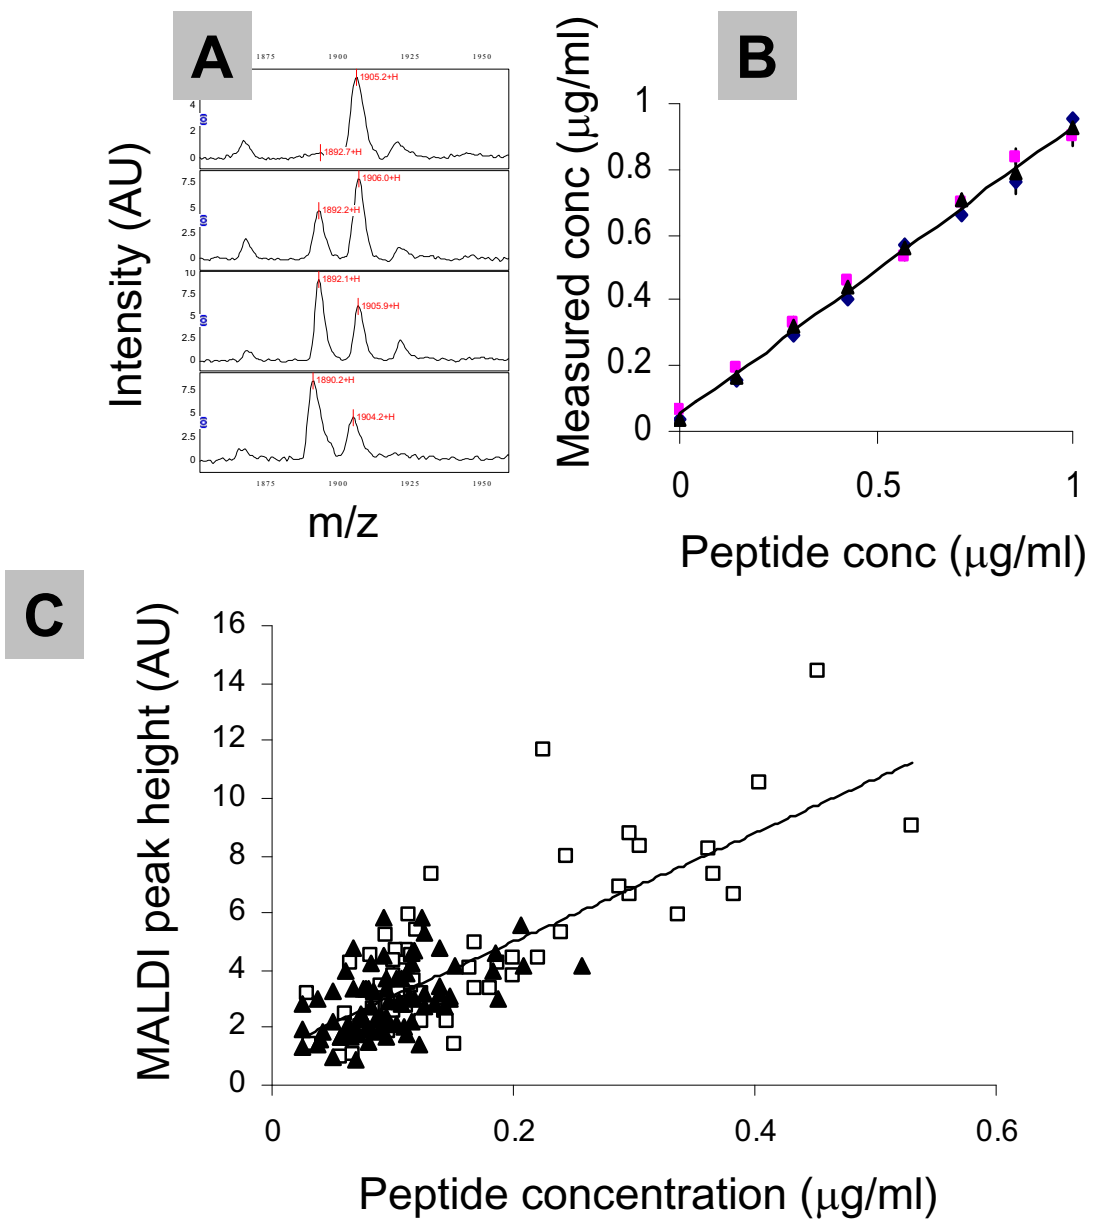 A
1875 1900 1925 1950
1905.2+H
4
2
1892.7+H
0
7.5
1906.0+H
5
1892.2+H
2.5
0
10
1892.1+H
7.5
1905.9+H
5
2.5
0
7.5
1890.2+H
5
1904.2+H
2.5
0
1875 1900 1925 1950
Intensity (AU)
m/z
B
Measured conc (μg/ml)
1
0.8
0.6
0.4
0.2
0
0 0.5 1
Peptide conc (μg/ml)
C
MALDI peak height (AU)
16
14
12
10
8
6
4
2
0
0 0.2 0.4 0.6
Peptide concentration (μg/ml)